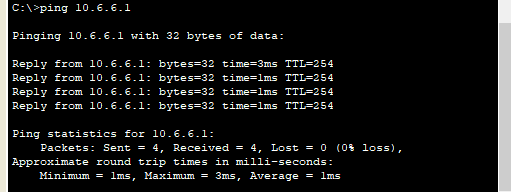 C:\>ping 10.6.6.1
Pinging 10.6.6.1 with 32 bytes of data:
Reply from 10.6.6.1: bytes=32 time=3ms TTL=254
Reply from 10.6.6.1: bytes=32 time=1ms TTL=254
Reply from 10.6.6.1: bytes=32 time=1ms TTL=254
Reply from 10.6.6.1: bytes=32 time=1ms TTL=254
Ping statistics for 10.6.6.1:
    Packets: Sent = 4, Received = 4, Lost = 0 (0% loss),
Approximate round trip times in milli-seconds:
    Minimum = 1ms, Maximum = 3ms, Average = 1ms